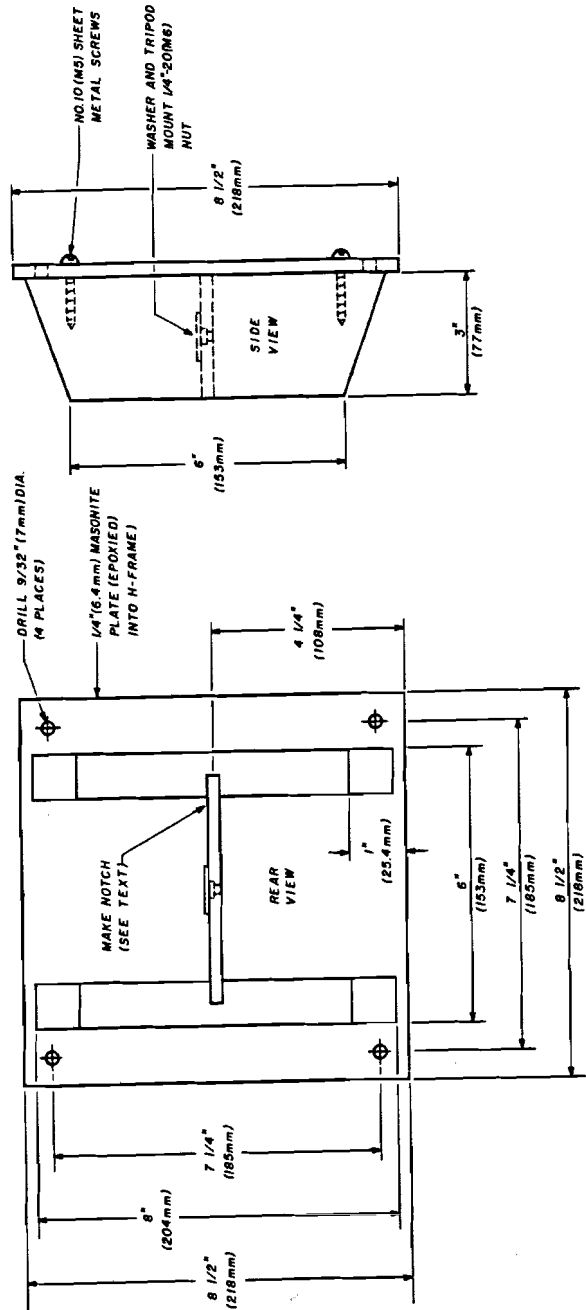 NO.10 (M5) SHEET
METAL SCREWS
WASHER AND TRIPOD
MOUNT 1/4"-20(M6)
NUT
8 1/2"
(218mm)
SIDE
VIEW
3"
(77mm)
6"
(153mm)
DRILL 9/32" (7mm) DIA.
(4 PLACES)
1/4" (6.4mm) MASONITE
PLATE (EPOXIED)
INTO H-FRAME)
4 1/4"
(108mm)
MAKE NOTCH
(SEE TEXT)
REAR
VIEW
1"
(25.4mm)
6"
(153mm)
7 1/4"
(185mm)
8 1/2"
(218mm)
7 1/4"
(185mm)
8"
(204mm)
8 1/2"
(218mm)